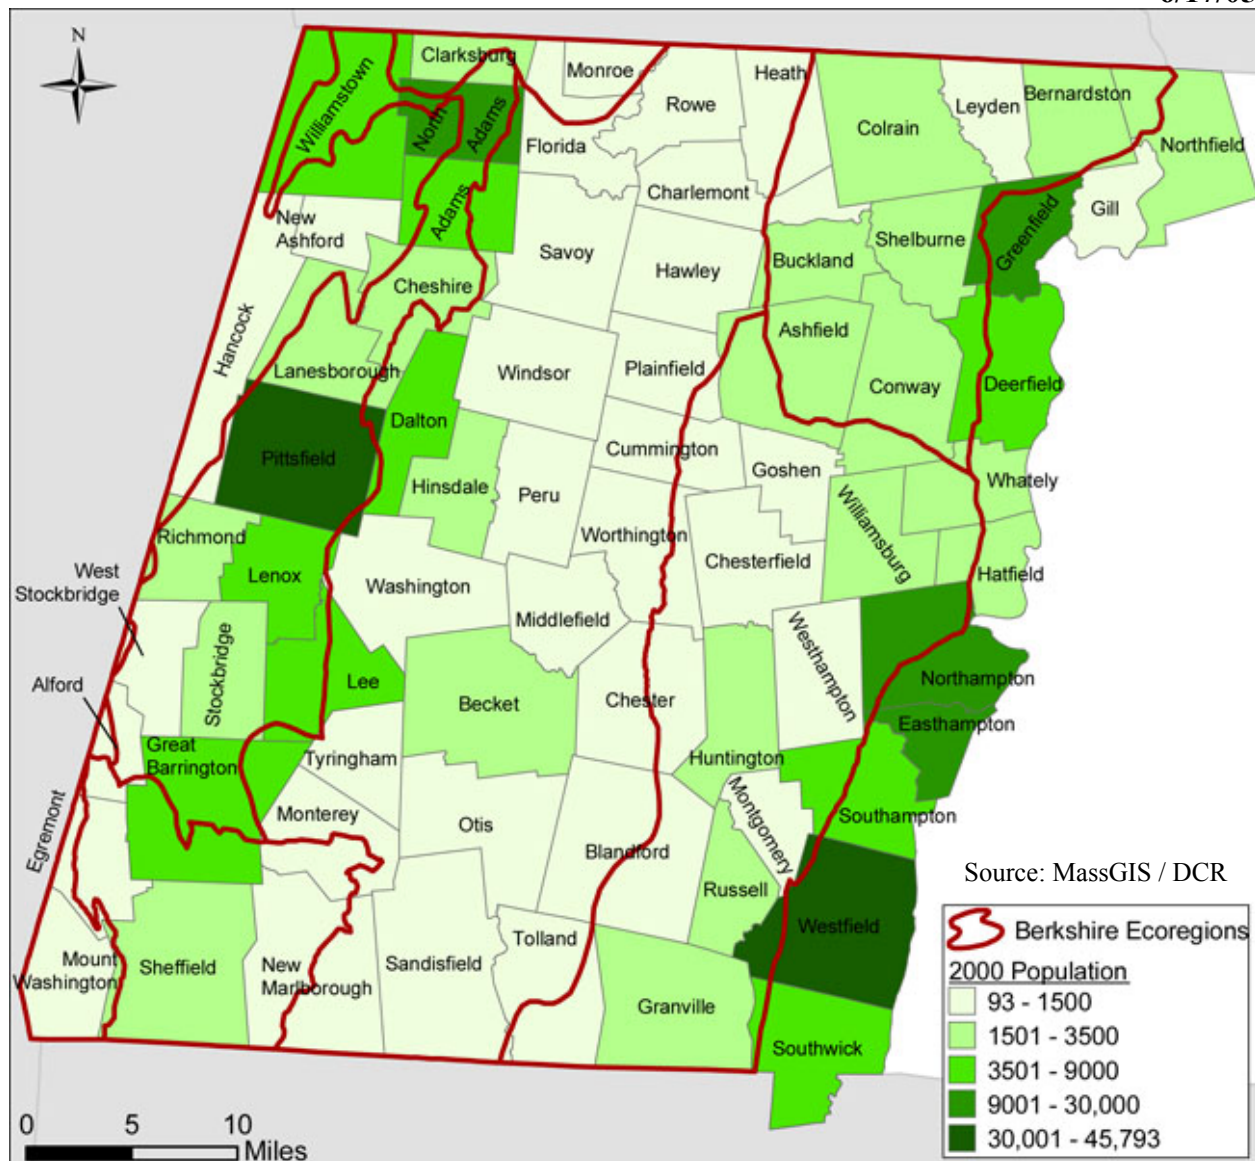 N
Clarksburg
Monroe
Heath
Rowe
Leyden
Bernardston
Williamstown
North
Adams
Florida
Colrain
Northfield
Charlemont
Adams
New
Ashford
Savoy
Hawley
Buckland
Shelburne
Greenfield
Gill
Cheshire
Hancock
Lanesborough
Windsor
Plainfield
Ashfield
Conway
Deerfield
Dalton
Pittsfield
Cummington
Goshen
Hinsdale
Peru
Whately
Williamsburg
Richmond
Worthington
Chesterfield
Hatfield
West
Stockbridge
Lenox
Washington
Middlefield
Westhampton
Alford
Stockbridge
Lee
Becket
Chester
Northampton
Easthampton
Great
Barrington
Tyringham
Huntington
Montgomery
Southampton
Egremont
Monterey
Otis
Blandford
Russell
Westfield
Mount
Washington
Sheffield
New
Marlborough
Sandisfield
Tolland
Granville
Southwick
Source: MassGIS / DCR
Berkshire Ecoregions
2000 Population
93 - 1500
1501 - 3500
3501 - 9000
9001 - 30,000
30,001 - 45,793
0 5 10
Miles